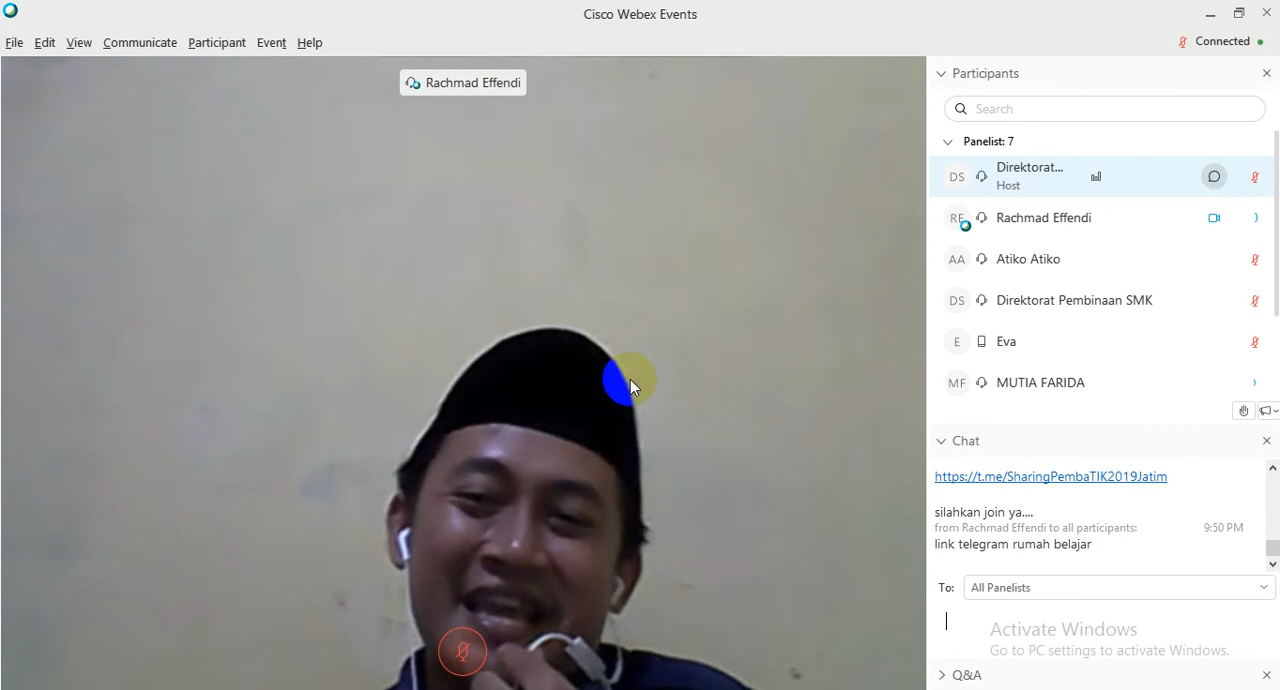 Cisco Webex Events
File Edit View Communicate Participant Event Help
Connected
Rachmad Effendi
Participants
Search
Panelist: 7
DS Direktorat...
Host
RE Rachmad Effendi
AA Atiko Atiko
DS Direktorat Pembinaan SMK
E Eva
MF MUTIA FARIDA
Chat
https://t.me/SharingPembaTIK2019Jatim
silahkan join ya....
from Rachmad Effendi to all participants: 9:50 PM
link telegram rumah belajar
To: All Panelists
Activate Windows
Go to PC settings to activate Windows.
Q&A